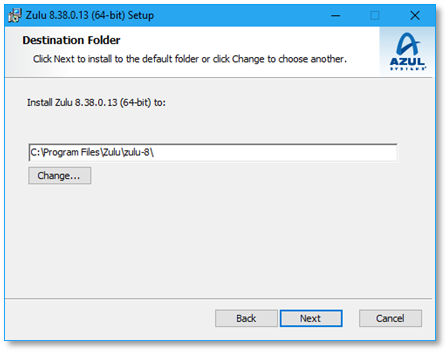 Zulu 8.38.0.13 (64-bit) Setup
Destination Folder
Click Next to install to the default folder or click Change to choose another.
AZUL
SYSTEMS
Install Zulu 8.38.0.13 (64-bit) to:
C:\Program Files\Zulu\zulu-8\
Change...
Back
Next
Cancel